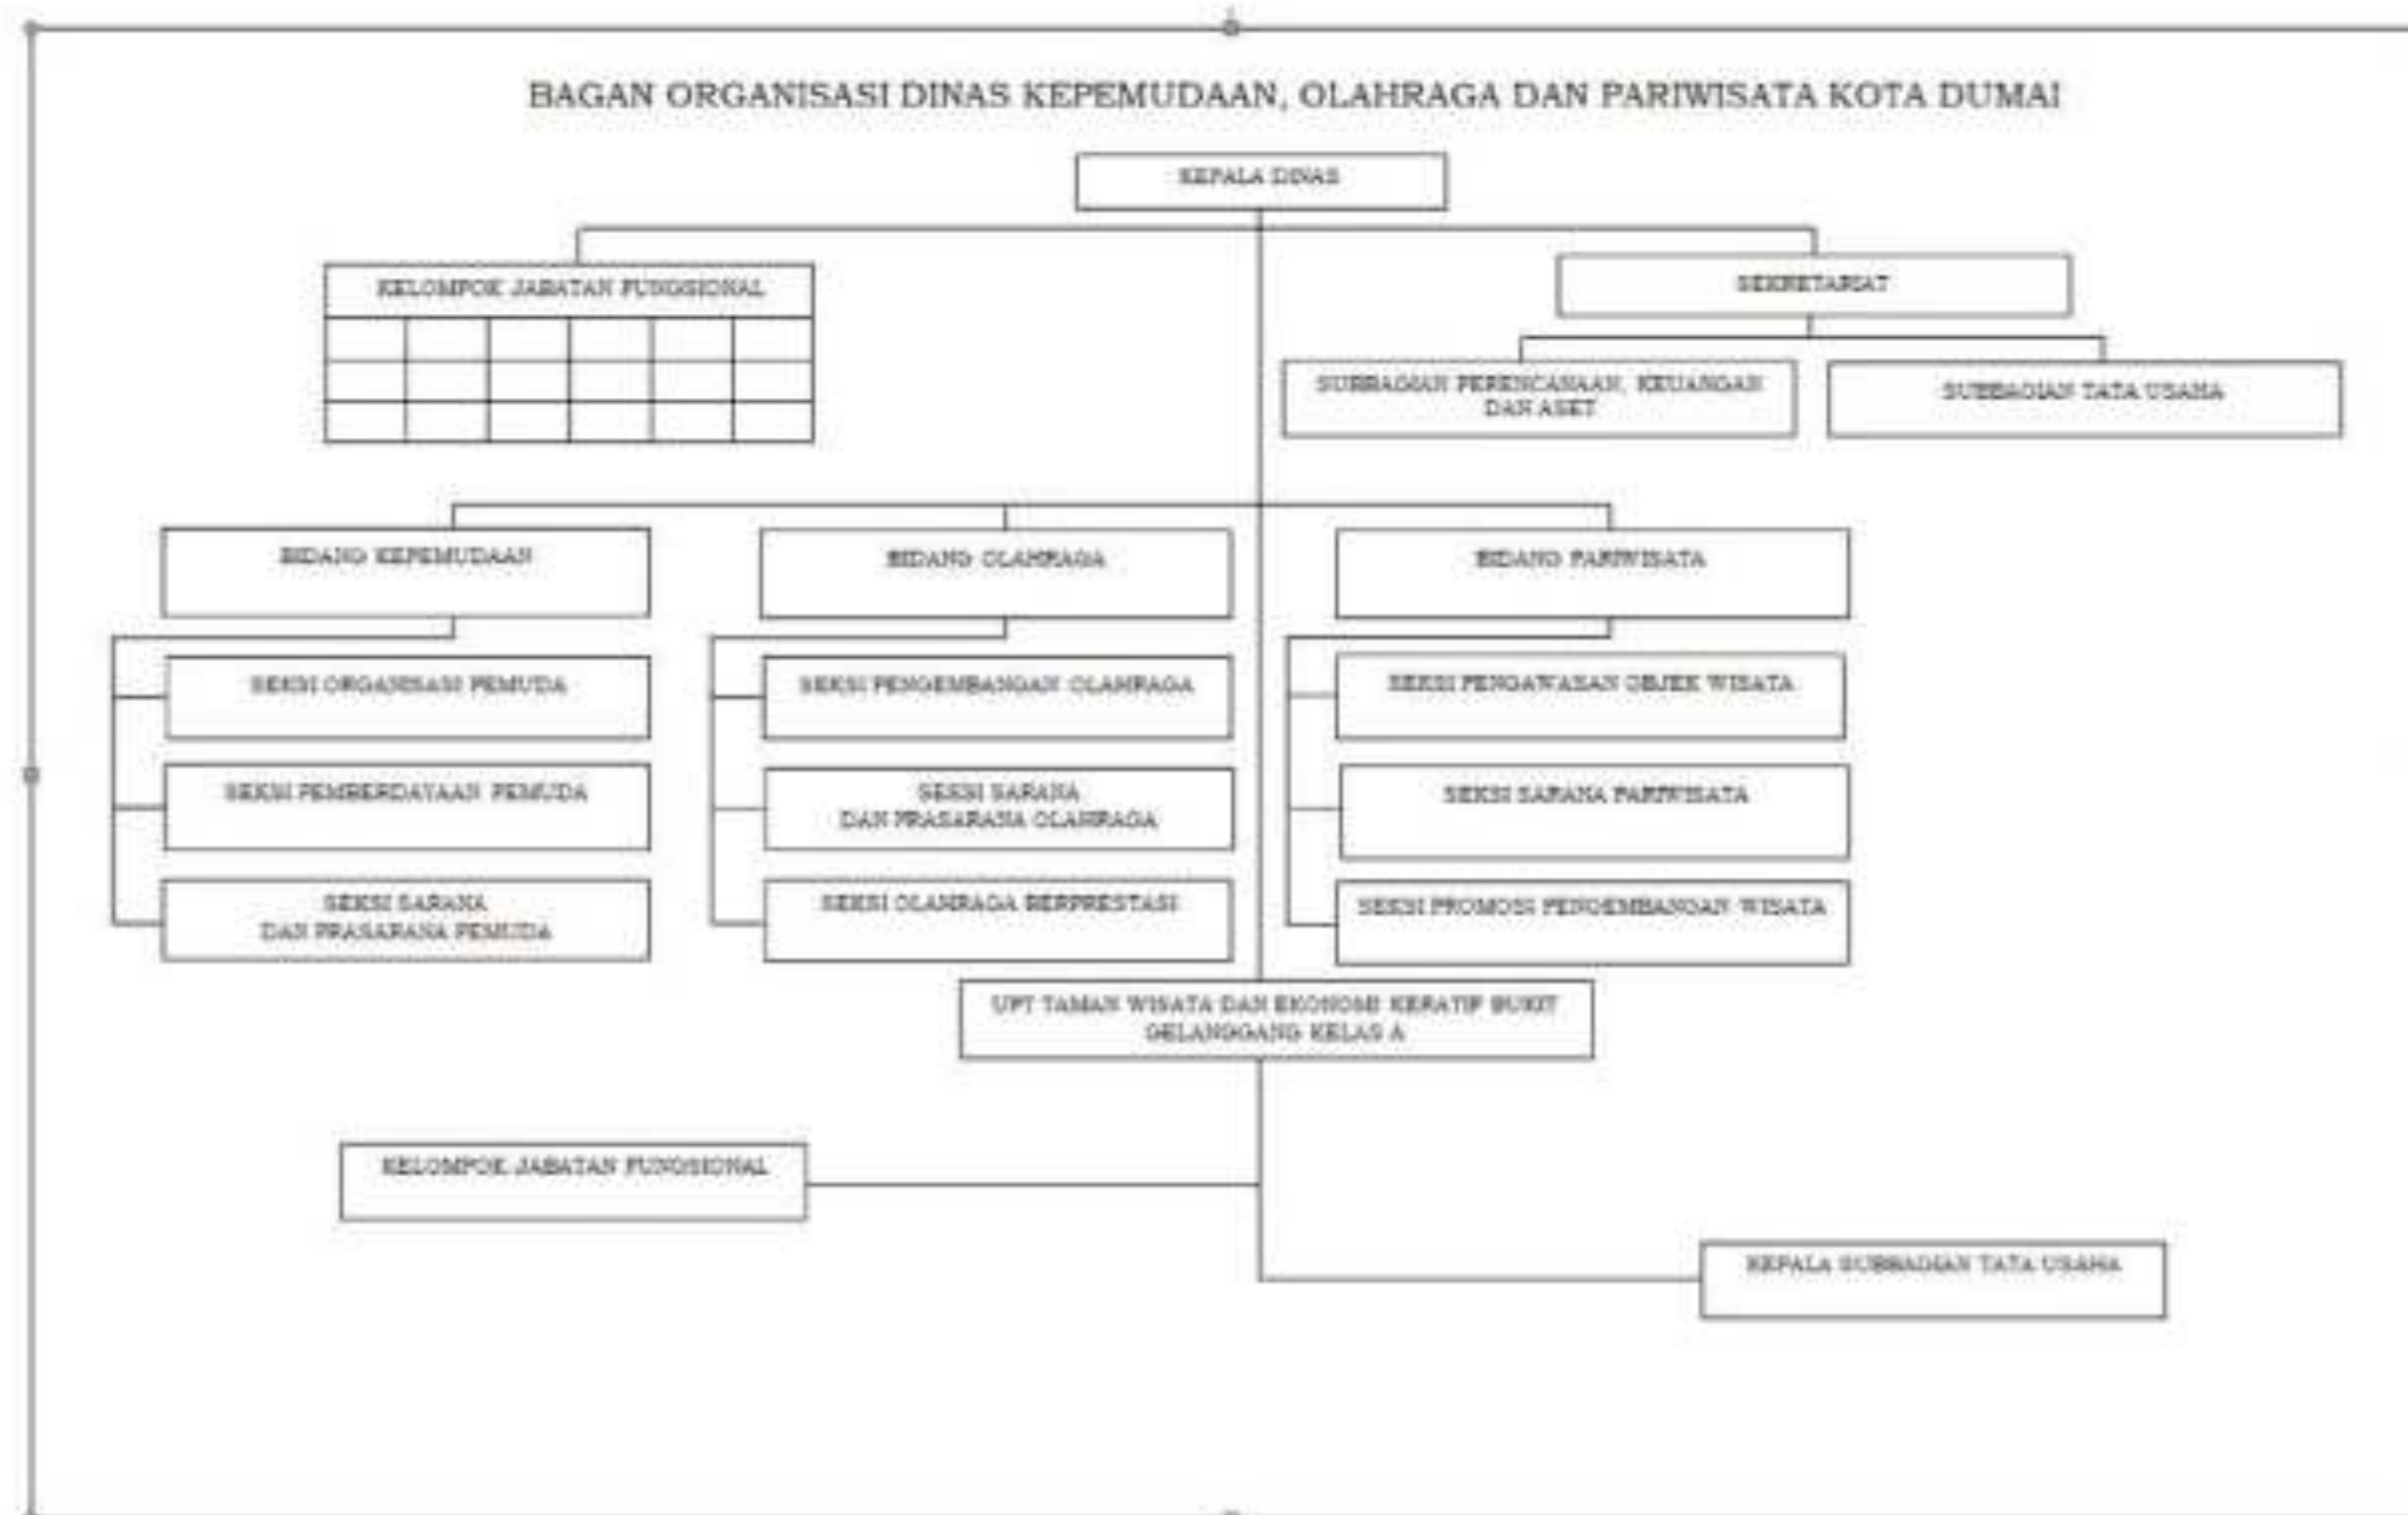 BAGAN ORGANISASI DINAS KEPEMUDAAN, OLAHRAGA DAN PARIWISATA KOTA DUMAI
KEPALA DINAS
KELOMPOK JABATAN FUNGSIONAL
SEKRETARIAT
SUBBAGIAN PERENCANAAN, KEUANGAN
DAN ASET
SUBBAGIAN TATA USAHA
BIDANG KEPEMUDAAN
BIDANG OLAHRAGA
BIDANG PARIWISATA
SEKSI ORGANISASI PEMUDA
SEKSI PENGEMBANGAN OLAHRAGA
SEKSI PENGAWASAN OBJEK WISATA
SEKSI PEMBERDAYAAN PEMUDA
SEKSI SARANA
DAN PRASARANA OLAHRAGA
SEKSI SARANA PARIWISATA
SEKSI SARANA
DAN PRASARANA PEMUDA
SEKSI OLAHRAGA BERPRESTASI
SEKSI PROMOSI PENGEMBANGAN WISATA
UPT TAMAN WISATA DAN EKONOMI KERATIF BUKIT
GELANGGANG KELAS A
KELOMPOK JABATAN FUNGSIONAL
KEPALA SUBBAGIAN TATA USAHA